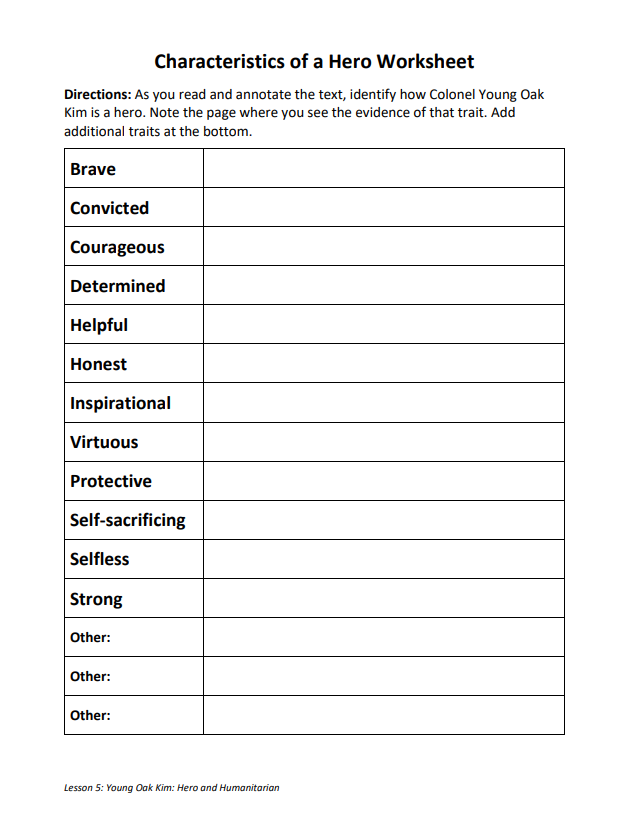 Characteristics of a Hero Worksheet
Directions: As you read and annotate the text, identify how Colonel Young Oak
Kim is a hero. Note the page where you see the evidence of that trait. Add
additional traits at the bottom.
Brave
Convicted
Courageous
Determined
Helpful
Honest
Inspirational
Virtuous
Protective
Self-sacrificing
Selfless
Strong
Other:
Other:
Other:
Lesson 5: Young Oak Kim: Hero and Humanitarian